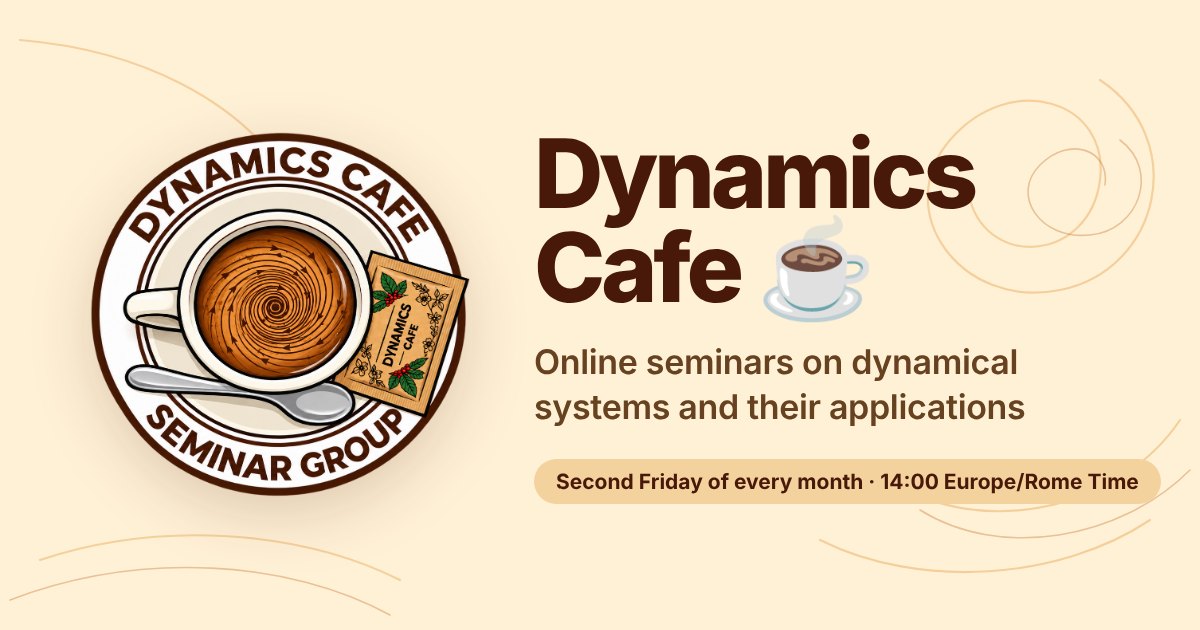 DYNAMICS CAFE
DYNAMICS
CAFE
SEMINAR GROUP
Dynamics
Cafe
Online seminars on dynamical
systems and their applications
Second Friday of every month · 14:00 Europe/Rome Time